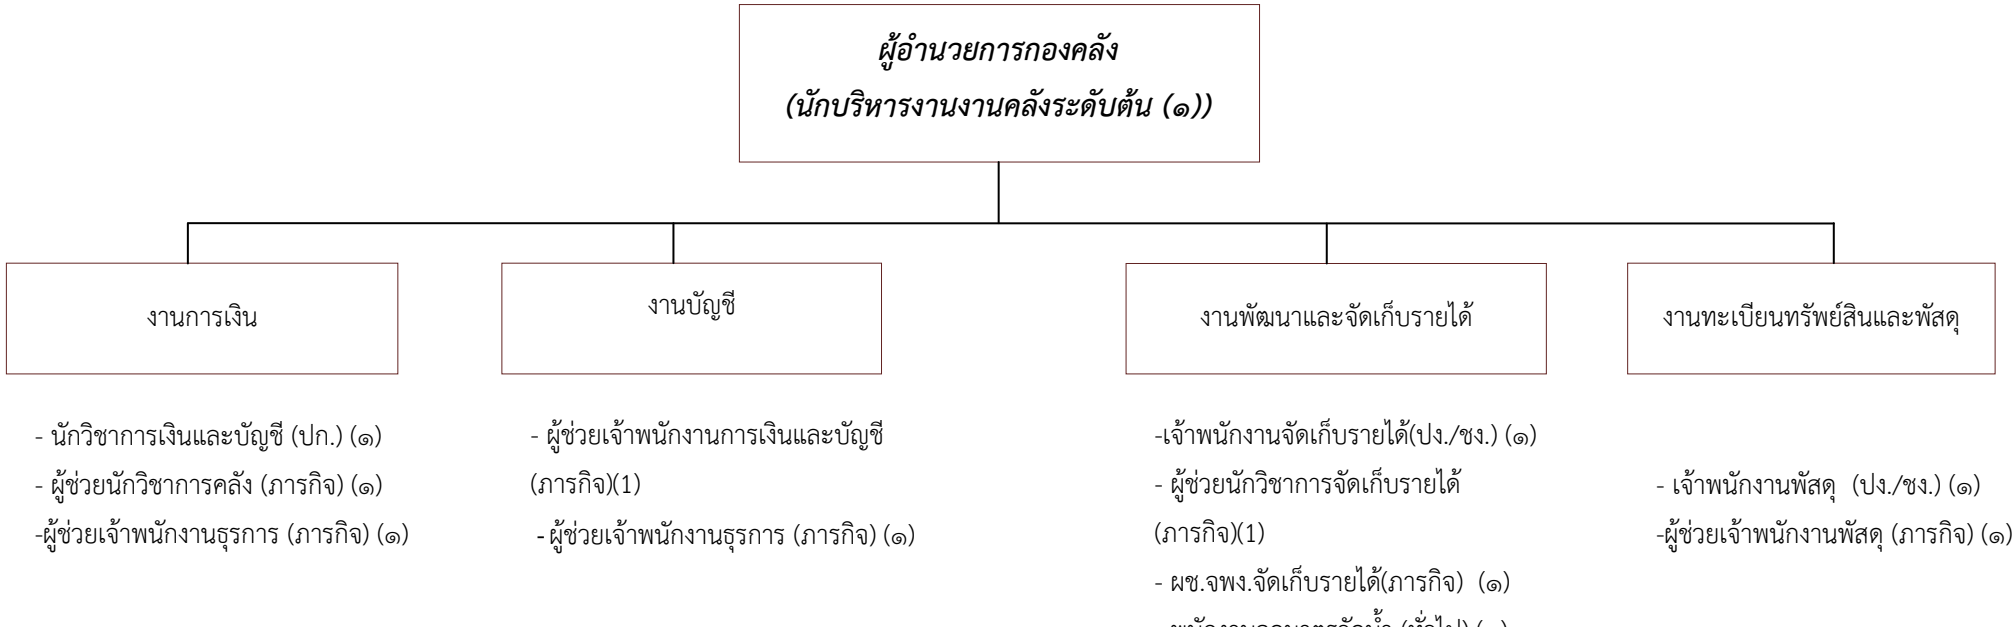 ผู้อำนวยการกองคลัง
(นักบริหารงานงานคลังระดับต้น (๑))
งานการเงิน
- นักวิชาการเงินและบัญชี (ปก.) (๑)
- ผู้ช่วยนักวิชาการคลัง (ภารกิจ) (๑)
-ผู้ช่วยเจ้าพนักงานธุรการ (ภารกิจ) (๑)
งานบัญชี
- ผู้ช่วยเจ้าพนักงานการเงินและบัญชี
(ภารกิจ)(1)
- ผู้ช่วยเจ้าพนักงานธุรการ (ภารกิจ) (๑)
งานพัฒนาและจัดเก็บรายได้
-เจ้าพนักงานจัดเก็บรายได้(ปง./ชง.) (๑)
- ผู้ช่วยนักวิชาการจัดเก็บรายได้
(ภารกิจ)(1)
- ผช.จพง.จัดเก็บรายได้(ภารกิจ) (๑)
งานทะเบียนทรัพย์สินและพัสดุ
- เจ้าพนักงานพัสดุ (ปง./ชง.) (๑)
-ผู้ช่วยเจ้าพนักงานพัสดุ (ภารกิจ) (๑)